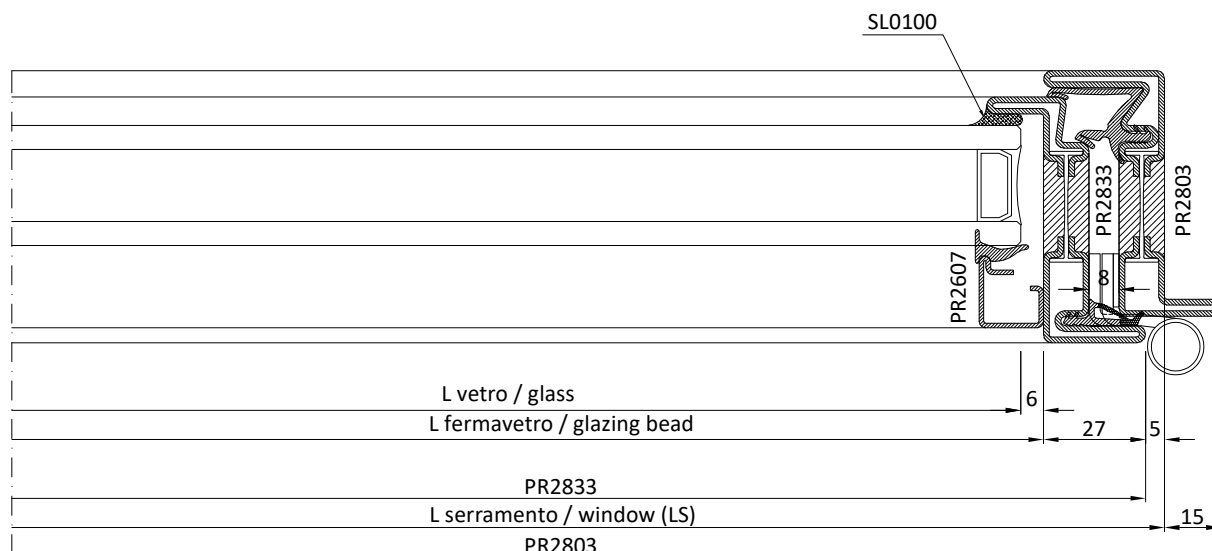 SL0100
PR2833
PR2803
PR2607
8
L vetro / glass
6
L fermavetro / glazing bead
27
5
PR2833
L serramento / window (LS)
15
PR2803